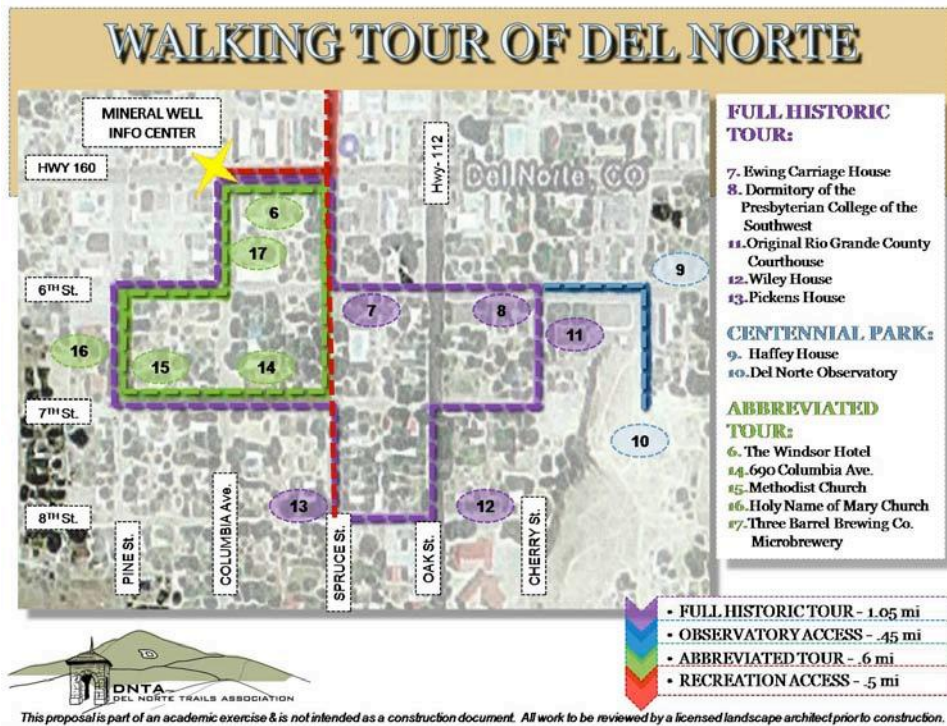 WALKING TOUR OF DEL NORTE
MINERAL WELL
INFO CENTER
HWY 160
Hwy- 112
Del Norte, CO
6
17
6TH St.
9
7
8
11
16
15
14
7TH St.
10
13
12
8TH St.
PINE St.
COLUMBIA Ave.
SPRUCE St.
OAK St.
CHERRY St.
FULL HISTORIC
TOUR:
7. Ewing Carriage House
8. Dormitory of the
Presbyterian College of the
Southwest
11. Original Rio Grande County
Courthouse
12. Wiley House
13. Pickens House
CENTENNIAL PARK:
9. Haffey House
10. Del Norte Observatory
ABBREVIATED
TOUR:
6. The Windsor Hotel
14. 690 Columbia Ave.
15. Methodist Church
16. Holy Name of Mary Church
17. Three Barrel Brewing Co.
Microbrewery
• FULL HISTORIC TOUR - 1.05 mi
• OBSERVATORY ACCESS - .45 mi
• ABBREVIATED TOUR - .6 mi
• RECREATION ACCESS - .5 mi
D
DNTA
DEL NORTE TRAILS ASSOCIATION
This proposal is part of an academic exercise & is not intended as a construction document. All work to be reviewed by a licensed landscape architect prior to construction.